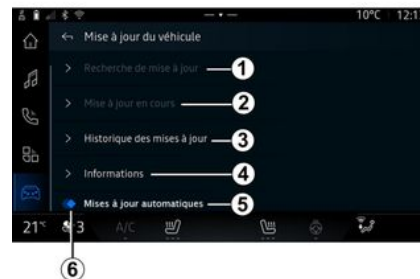 10°C 12:1
Mise à jour du véhicule
Recherche de mise à jour 1
Mise à jour en cours 2
Historique des mises à jour 3
Informations 4
Mises à jour automatiques 5
21° 3 A/C
6